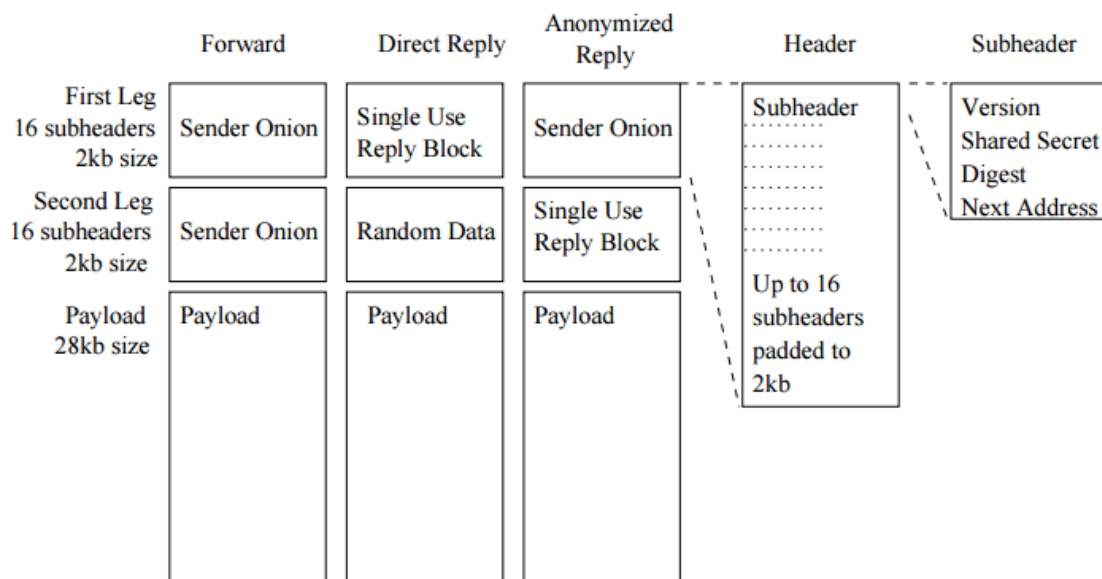 Forward
Direct Reply
Anonymized
Reply
Header
Subheader
First Leg
16 subheaders
2kb size
Sender Onion
Single Use
Reply Block
Sender Onion
Subheader
Up to 16
subheaders
padded to
2kb
Version
Shared Secret
Digest
Next Address
Second Leg
16 subheaders
2kb size
Sender Onion
Random Data
Single Use
Reply Block
Payload
28kb size
Payload
Payload
Payload